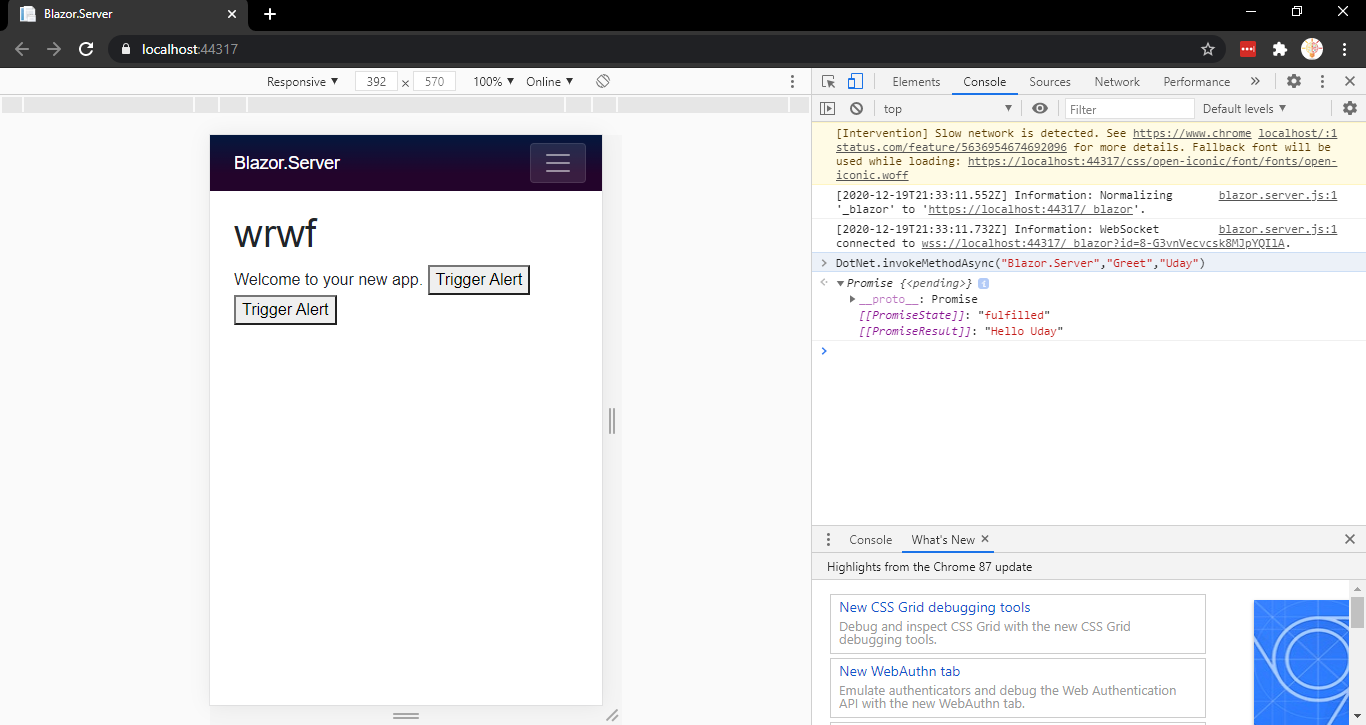 Blazor.Server
localhost:44317
Responsive 392 × 570 100% Online
Elements Console Sources Network Performance
top Filter Default levels
Blazor.Server
wrwf
Welcome to your new app. Trigger Alert
Trigger Alert
[Intervention] Slow network is detected. See https://www.chrome localhost/:1
status.com/feature/5636954674692096 for more details. Fallback font will be
used while loading: https://localhost:44317/css/open-iconic/font/fonts/open-
iconic.woff
[2020-12-19T21:33:11.552Z] Information: Normalizing blazor.server.js:1
'_blazor' to 'https://localhost:44317/_blazor'.
[2020-12-19T21:33:11.732Z] Information: WebSocket blazor.server.js:1
connected to wss://localhost:44317/_blazor?id=8-G3vnVecvcsk8MJpYQIlA.
DotNet.invokeMethodAsync("Blazor.Server","Greet","Uday")
Promise {<pending>} i
__proto__: Promise
[[PromiseState]]: "fulfilled"
[[PromiseResult]]: "Hello Uday"
Console What's New
Highlights from the Chrome 87 update
New CSS Grid debugging tools
Debug and inspect CSS Grid with the new CSS Grid
debugging tools.
New WebAuthn tab
Emulate authenticators and debug the Web Authentication
API with the new WebAuthn tab.